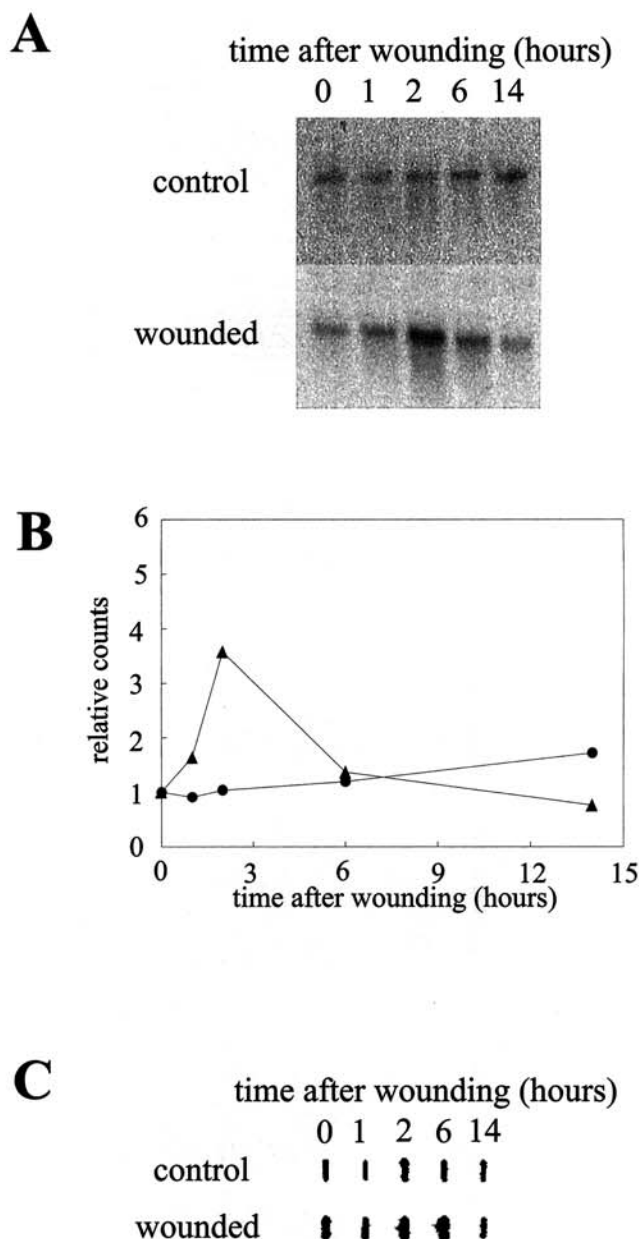 A
time after wounding (hours)
0 1 2 6 14
control
wounded
B
6
5
4
3
2
1
0
relative counts
0 3 6 9 12 15
time after wounding (hours)
C
time after wounding (hours)
0 1 2 6 14
control
wounded